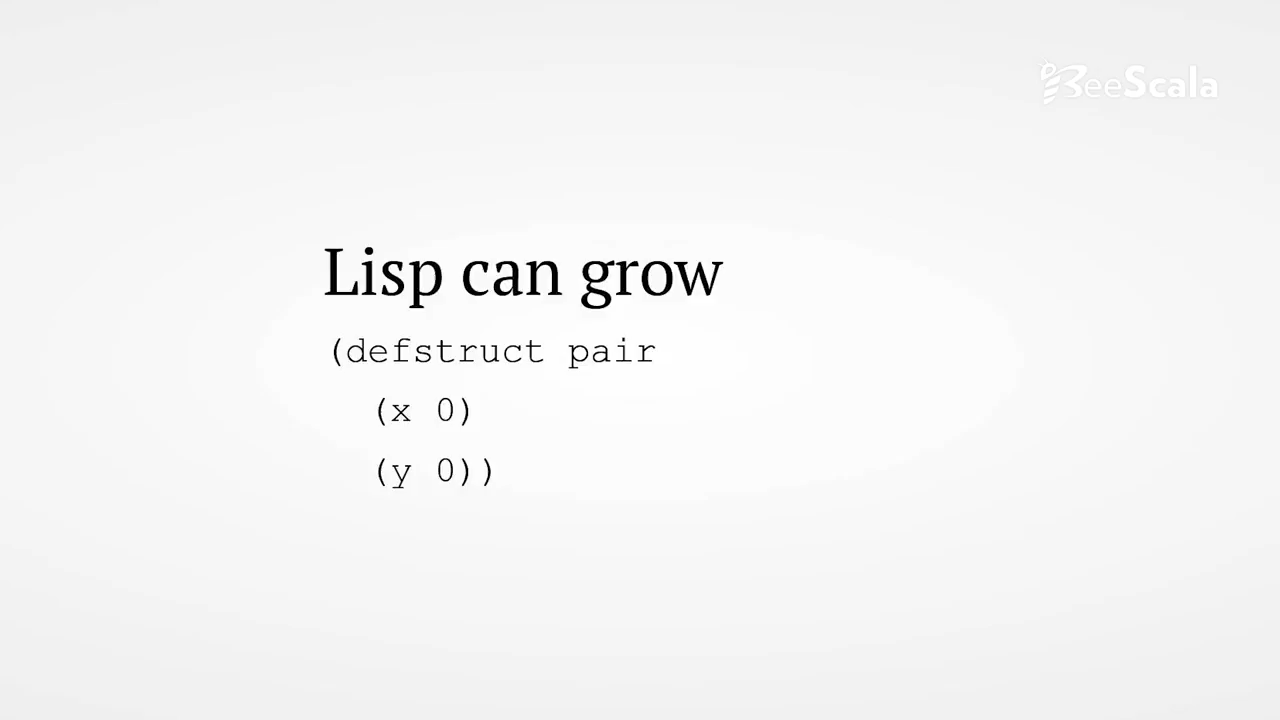 BeeScala
Lisp can grow
(defstruct pair
(x 0)
(y 0))